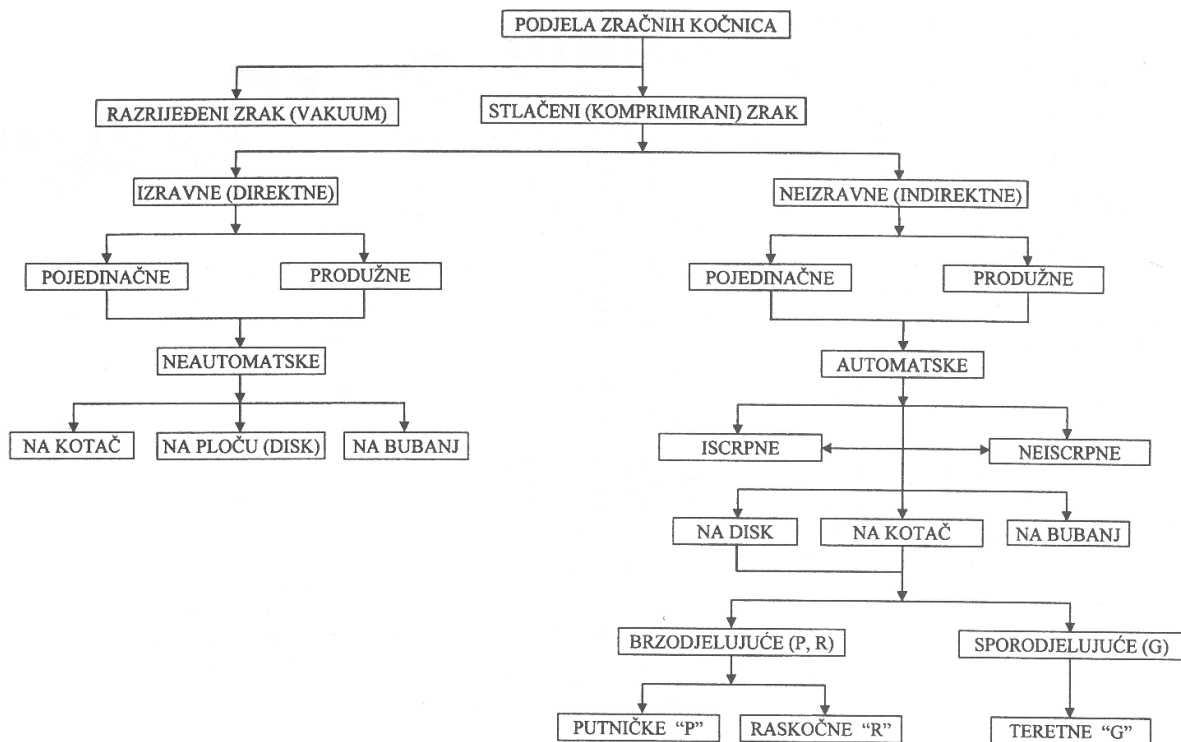 PODJELA ZRAČNIH KOČNICA
RAZRIJEĐENI ZRAK (VAKUUM)
STLAČENI (KOMPRIMIRANI) ZRAK
IZRAVNE (DIREKTNE)
NEIZRAVNE (INDIREKTNE)
POJEDINAČNE
PRODUŽNE
POJEDINAČNE
PRODUŽNE
NEAUTOMATSKE
AUTOMATSKE
NA KOTAČ
NA PLOČU (DISK)
NA BUBANJ
ISCRPNE
NEISCRPNE
NA DISK
NA KOTAČ
NA BUBANJ
BRZODJELUJUĆE (P, R)
SPORODJELUJUĆE (G)
PUTNIČKE “P”
RASKOČNE “R”
TERETNE “G”